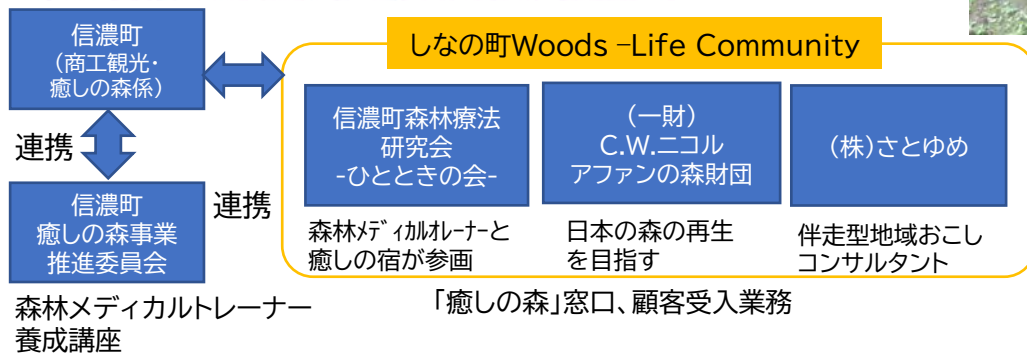 信濃町
（商工観光・
癒しの森係）
連携
信濃町
癒しの森事業
推進委員会
連携
森林メディカルトレーナー
養成講座
しなの町Woods –Life Community
信濃町森林療法
研究会
-ひとときの会-
森林ﾒﾃﾞｨｶﾙｵﾚｰﾅｰと
癒しの宿が参画
（一財）
C.W.ニコル
アファンの森財団
日本の森の再生
を目指す
（株）さとゆめ
伴走型地域おこし
コンサルタント
「癒しの森」窓口、顧客受入業務